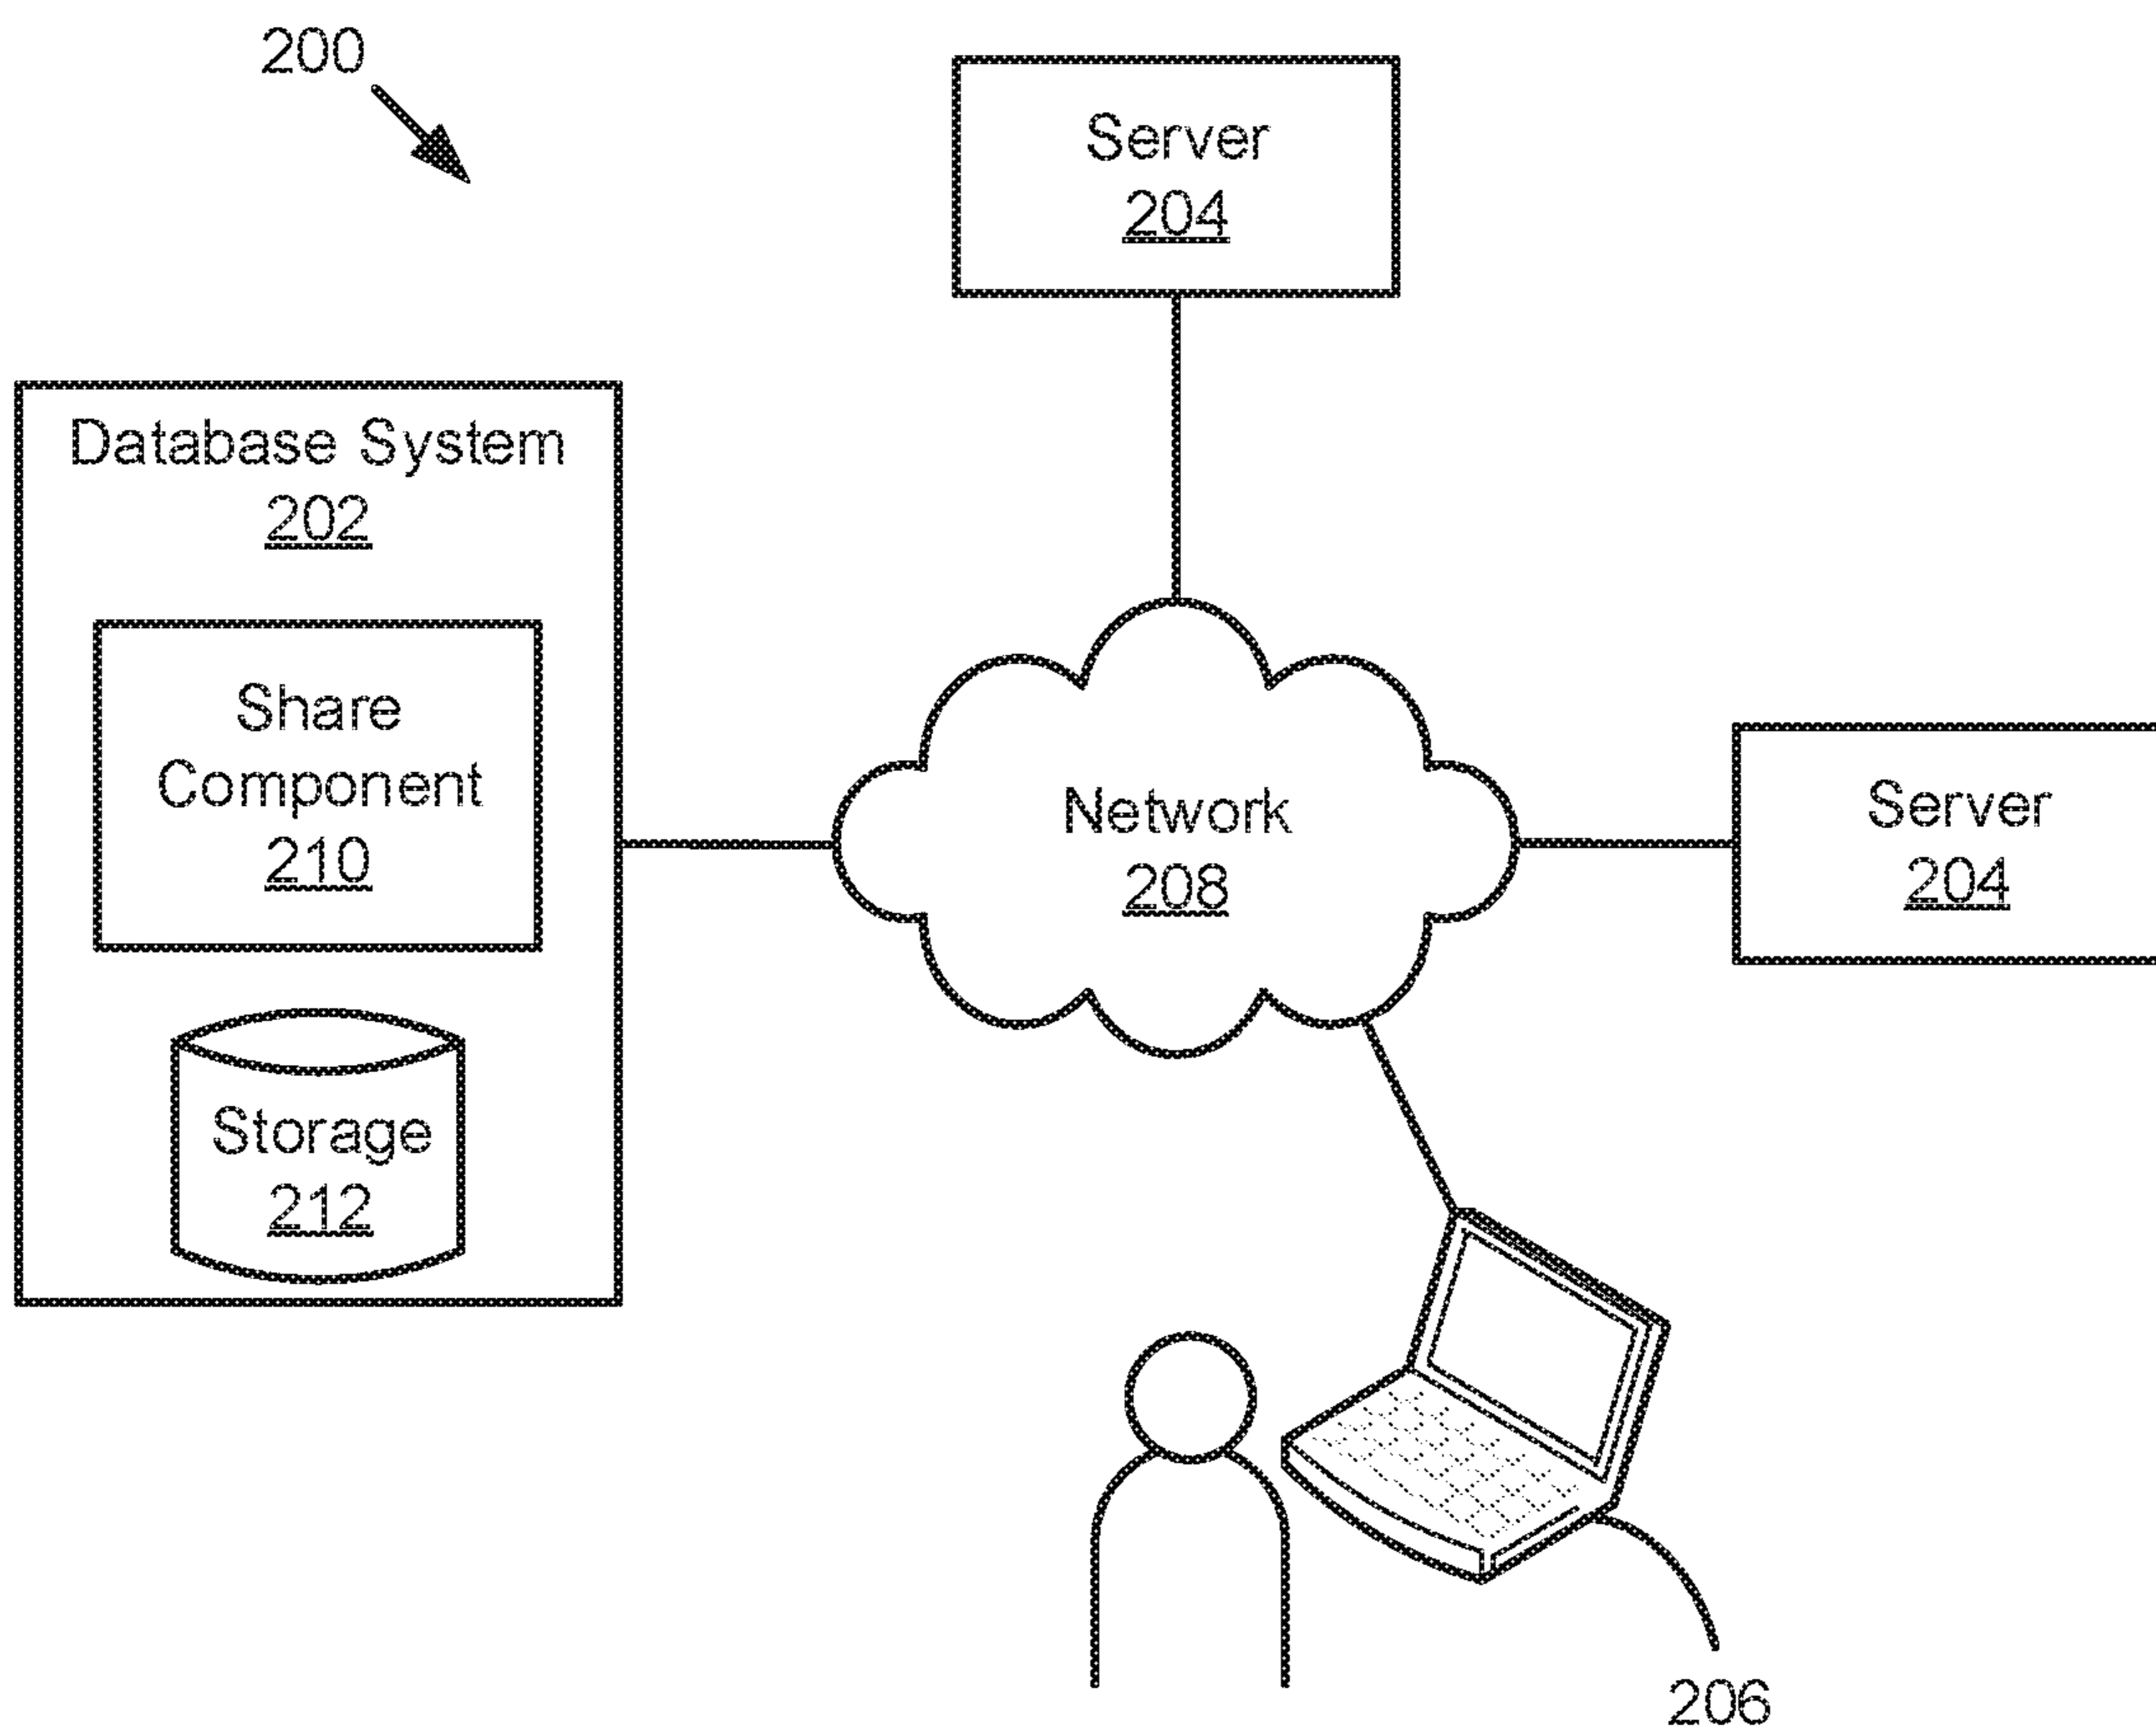 200
Server
204
Database System
202
Share
Component
210
Storage
212
Network
208
Server
204
206